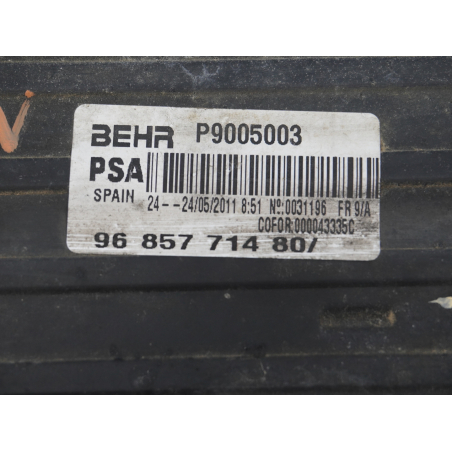 BEHR P9005003
PSA
SPAIN 24--24/05/2011 8:51 Nº:0031196 FR 9/A
COFOR:000043335C
96 857 714 80/